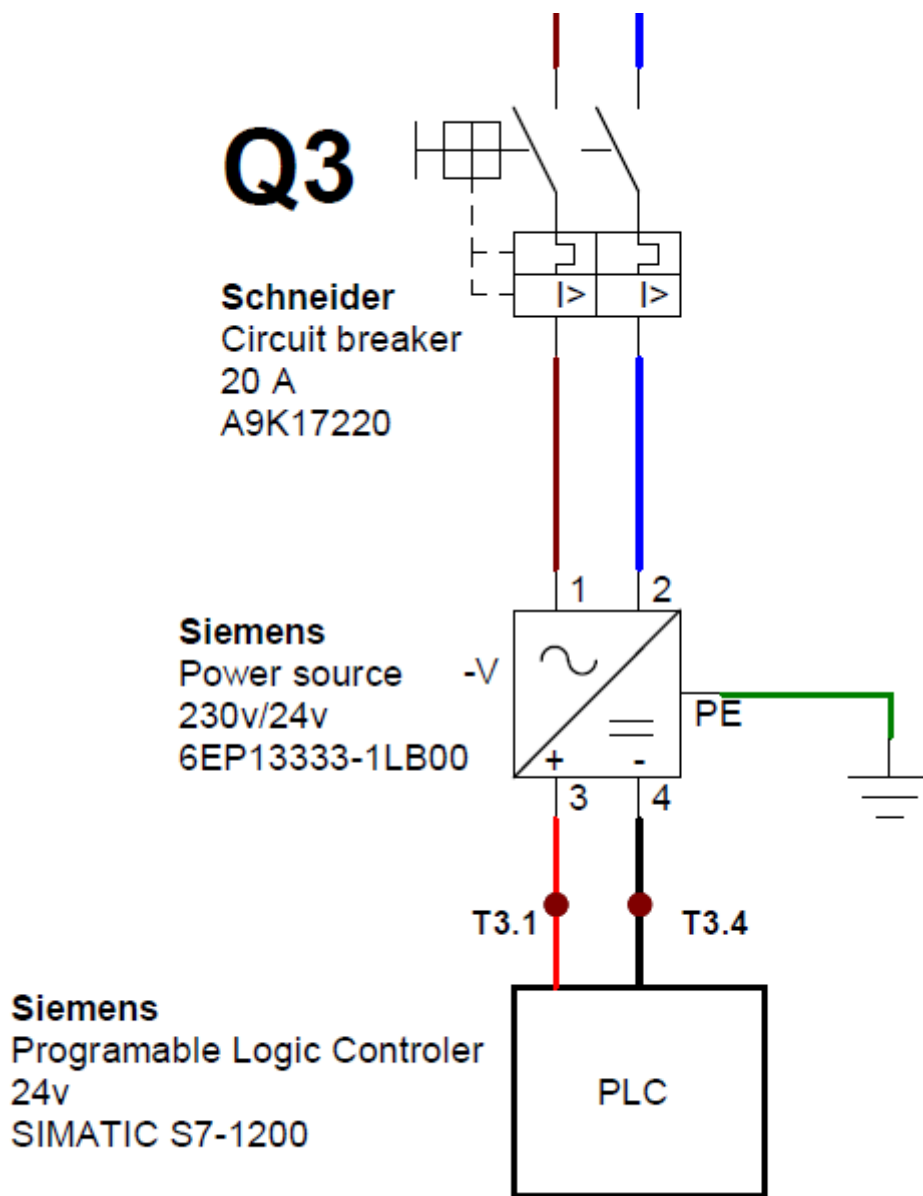 Q3
Schneider
Circuit breaker
20 A
A9K17220
I> I>
1 2
Siemens
Power source
230v/24v
6EP13333-1LB00
-V
PE
+ -
3 4
T3.1 T3.4
Siemens
Programable Logic Controler
24v
SIMATIC S7-1200
PLC